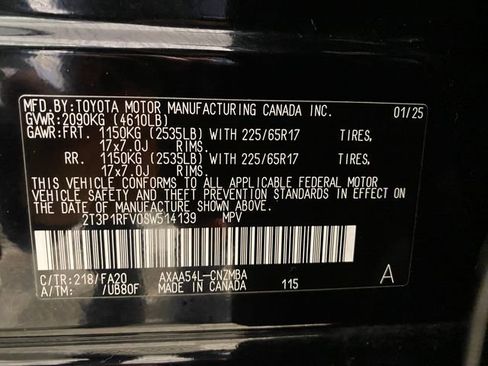 MFD.BY:TOYOTA MOTOR MANUFACTURING CANADA INC. 01/25
GVWR:2090KG (4610LB)
GAWR:FRT. 1150KG (2535LB) WITH 225/65R17 TIRES,
17x7.0J RIMS.
RR. 1150KG (2535LB) WITH 225/65R17 TIRES,
17x7.0J RIMS.
THIS VEHICLE CONFORMS TO ALL APPLICABLE FEDERAL MOTOR
VEHICLE SAFETY AND THEFT PREVENTION STANDARDS IN EFFECT
ON THE DATE OF MANUFACTURE SHOWN ABOVE.
2T3P1RFV0SW514139 MPV
C/TR:218/FA20 AXAA54L-CNZMBA A
A/TM: /UB80F MADE IN CANADA 115